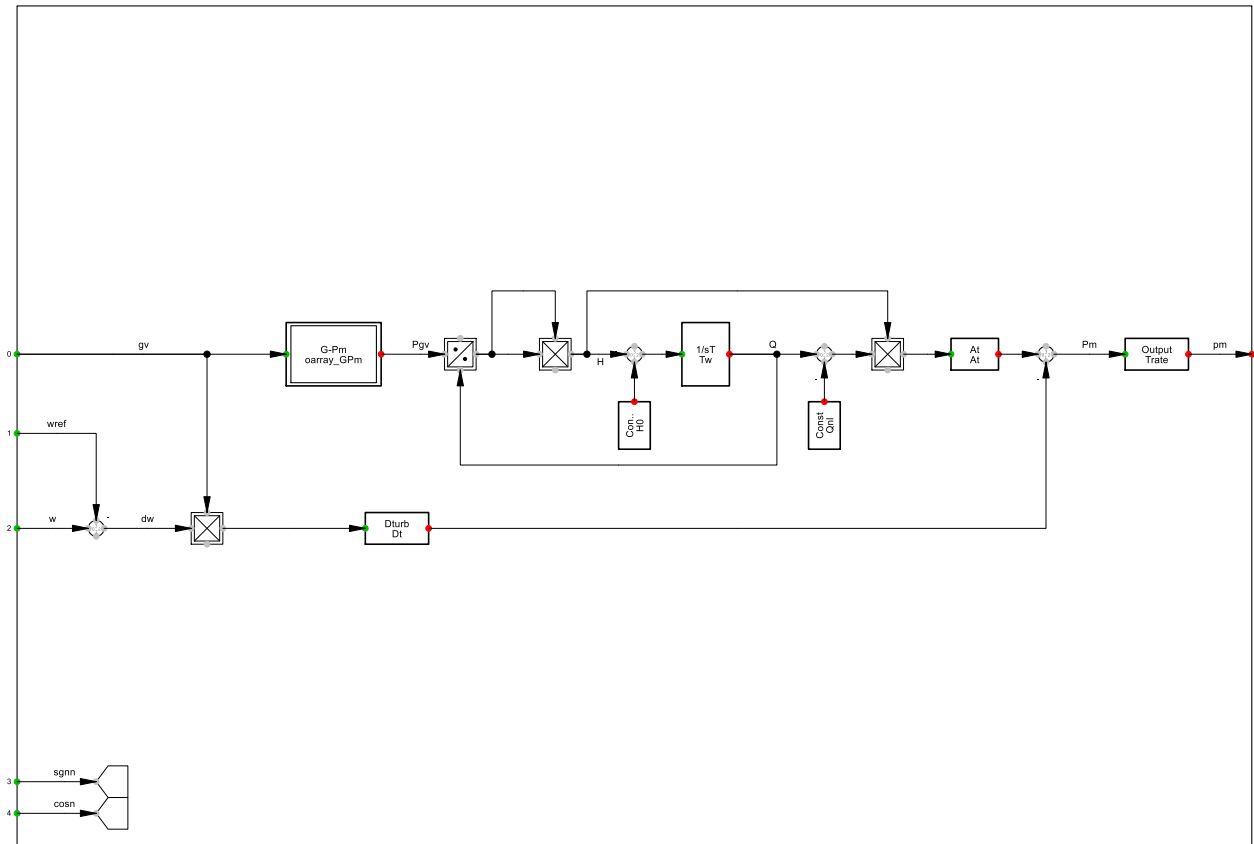 0
gv
G-Pm
oarray_GPm
Pgv
H
Con..
H0
1/sT
Tw
Q
-
Const
Qnl
At
At
-
Pm
Output
Trate
pm
1
wref
2
w
-
dw
Dturb
Dt
3
sgnn
4
cosn